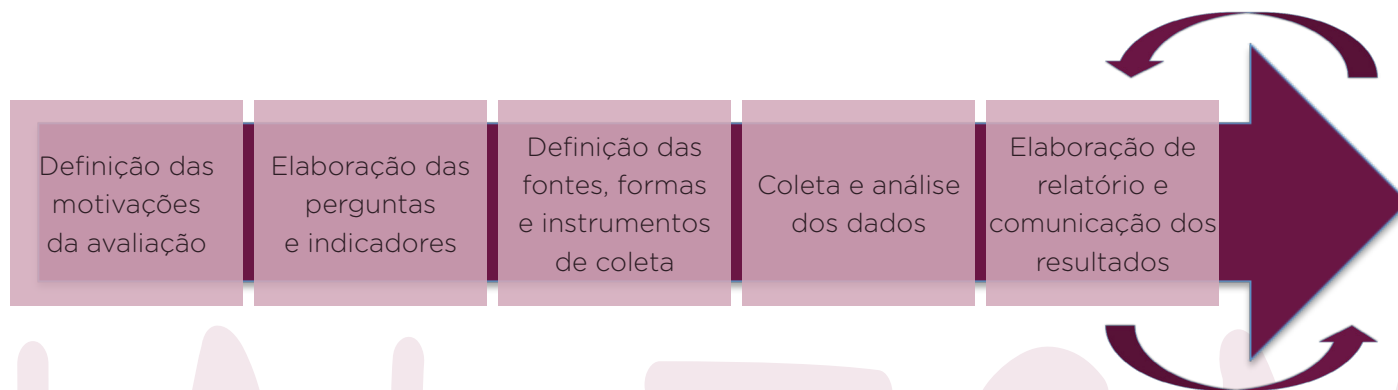 Definição das
motivações
da avaliação
Elaboração das
perguntas
e indicadores
Definição das
fontes, formas
e instrumentos
de coleta
Coleta e análise
dos dados
Elaboração de
relatório e
comunicação dos
resultados